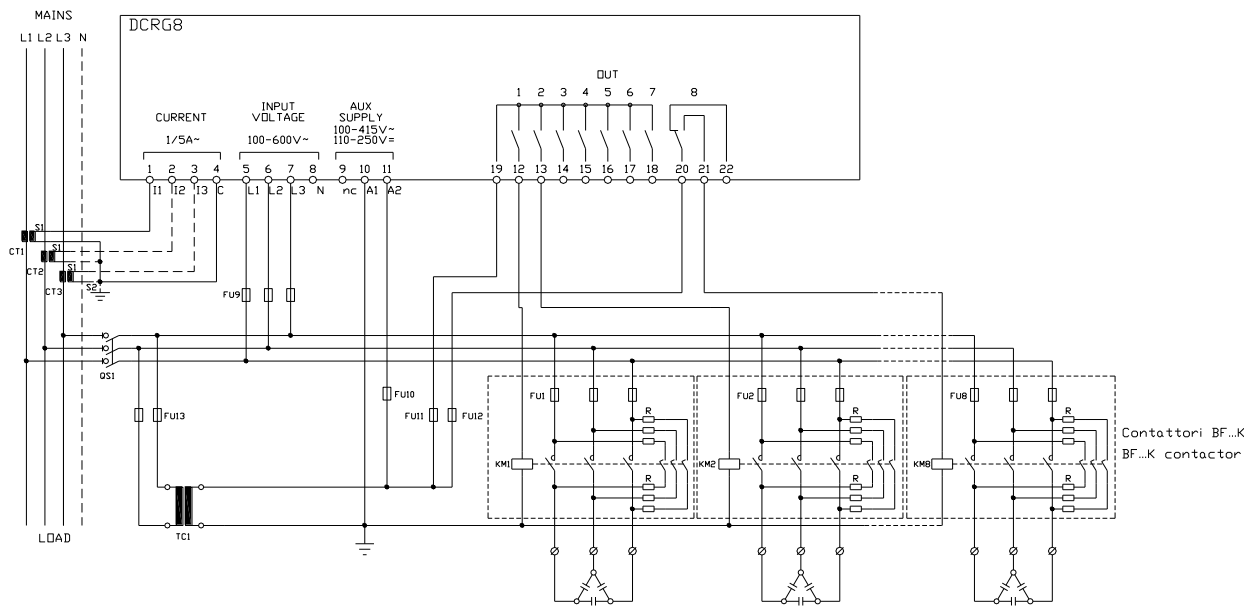 MAINS
L1 L2 L3 N
DCRG8
OUT
1 2 3 4 5 6 7 8
CURRENT
1/5A~
INPUT
VOLTAGE
100-600V~
AUX
SUPPLY
100-415V~
110-250V=
1 2 3 4 5 6 7 8 9 10 11 19 12 13 14 15 16 17 18 20 21 22
I1 I2 I3 C L1 L2 L3 N nc A1 A2
S1
CT1
S1
CT2
S1
CT3
S2
FU9
QS1
FU10
FU13
FU11
FU12
FU1
R
FU2
R
FU8
R
Contattori BF...K
BF...K contactor
KM1
KM2
KM8
R
R
R
TC1
LOAD